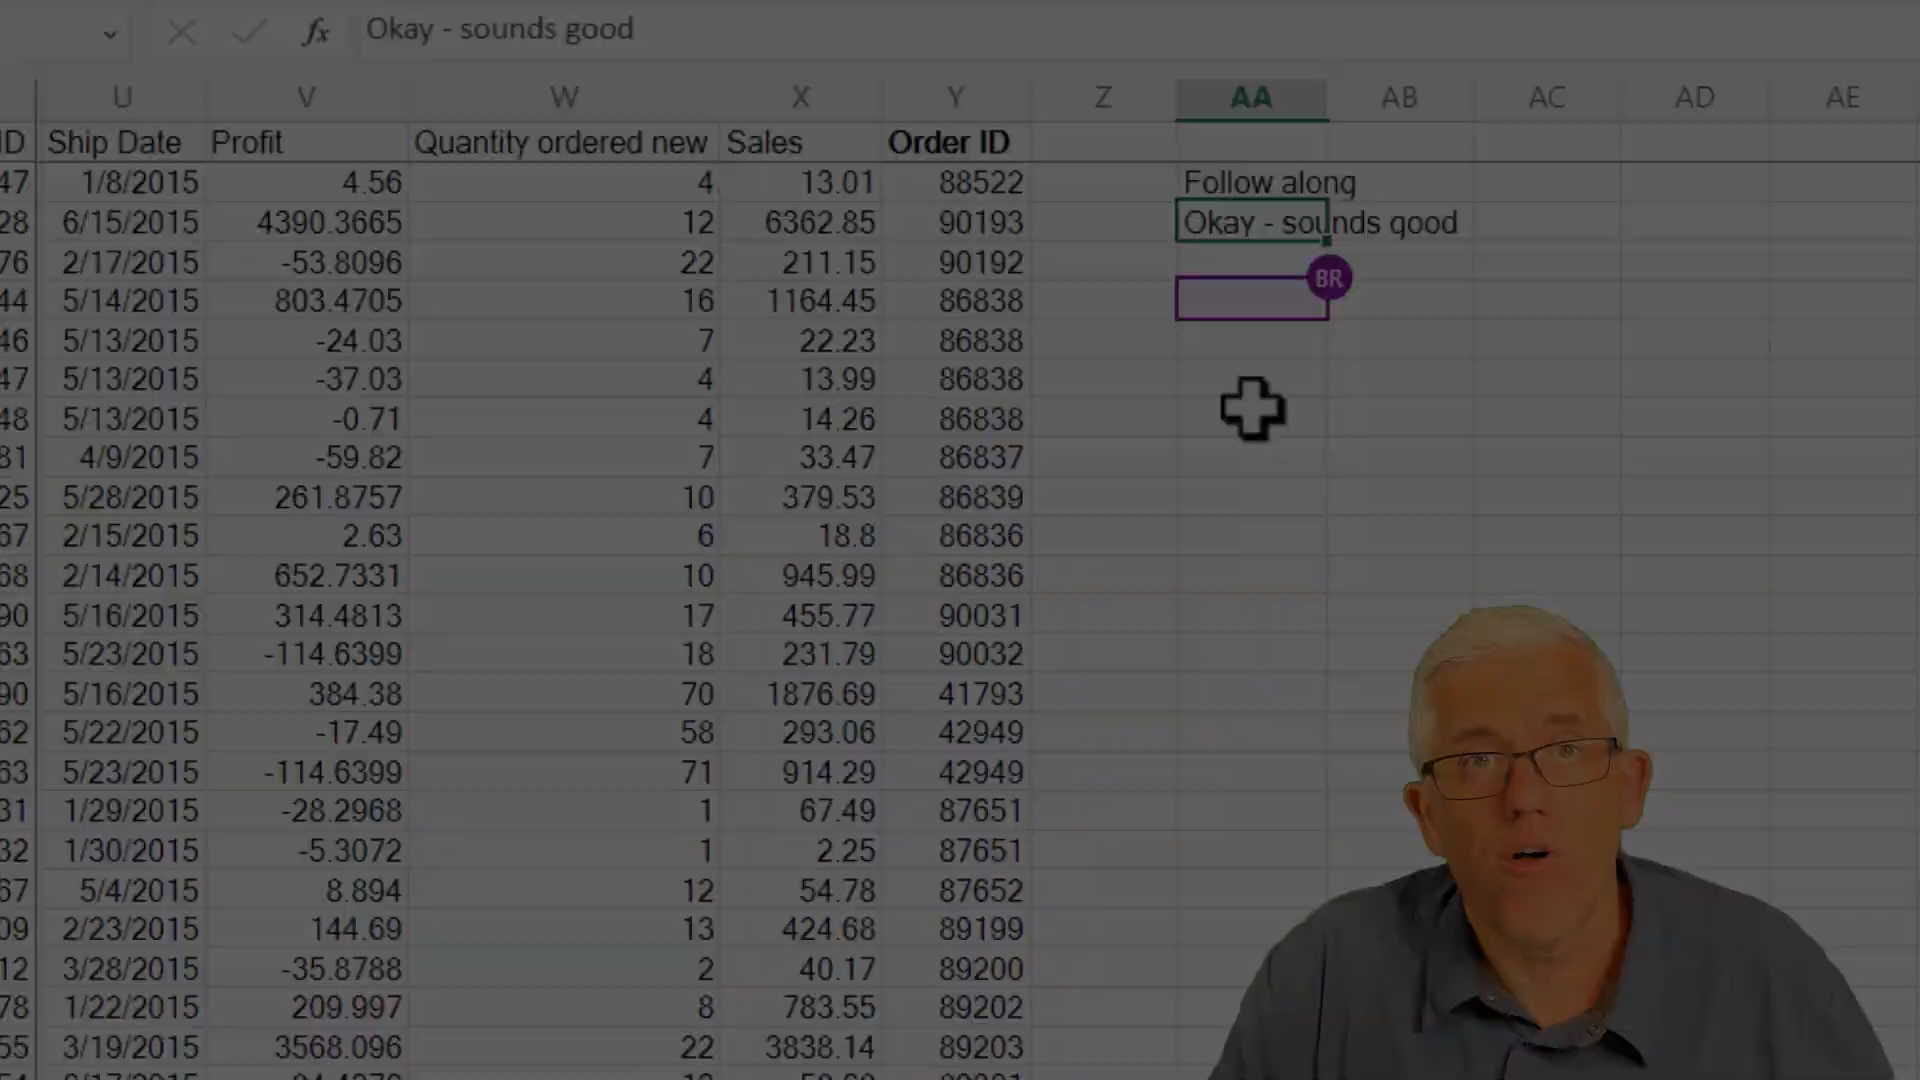 fx Okay - sounds good
U V W X Y Z AA AB AC AD AE
ID Ship Date Profit Quantity ordered new Sales Order ID
47 1/8/2015 4.56 4 13.01 88522 Follow along
28 6/15/2015 4390.3665 12 6362.85 90193 Okay - sounds good
76 2/17/2015 -53.8096 22 211.15 90192
BR
44 5/14/2015 803.4705 16 1164.45 86838
46 5/13/2015 -24.03 7 22.23 86838
47 5/13/2015 -37.03 4 13.99 86838
48 5/13/2015 -0.71 4 14.26 86838
81 4/9/2015 -59.82 7 33.47 86837
25 5/28/2015 261.8757 10 379.53 86839
67 2/15/2015 2.63 6 18.8 86836
68 2/14/2015 652.7331 10 945.99 86836
90 5/16/2015 314.4813 17 455.77 90031
63 5/23/2015 -114.6399 18 231.79 90032
90 5/16/2015 384.38 70 1876.69 41793
62 5/22/2015 -17.49 58 293.06 42949
63 5/23/2015 -114.6399 71 914.29 42949
31 1/29/2015 -28.2968 1 67.49 87651
32 1/30/2015 -5.3072 1 2.25 87651
67 5/4/2015 8.894 12 54.78 87652
09 2/23/2015 144.69 13 424.68 89199
12 3/28/2015 -35.8788 2 40.17 89200
78 1/22/2015 209.997 8 783.55 89202
55 3/19/2015 3568.096 22 3838.14 89203